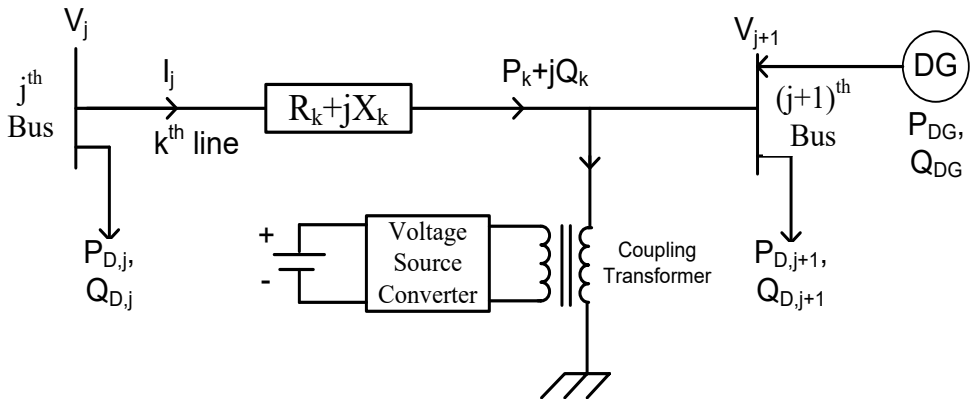 V_j
j^th
Bus
I_j
R_k+jX_k
k^th line
P_k+jQ_k
V_j+1
(j+1)^th
Bus
DG
P_DG,
Q_DG
P_D,j,
Q_D,j
+
-
Voltage
Source
Converter
Coupling
Transformer
P_D,j+1,
Q_D,j+1